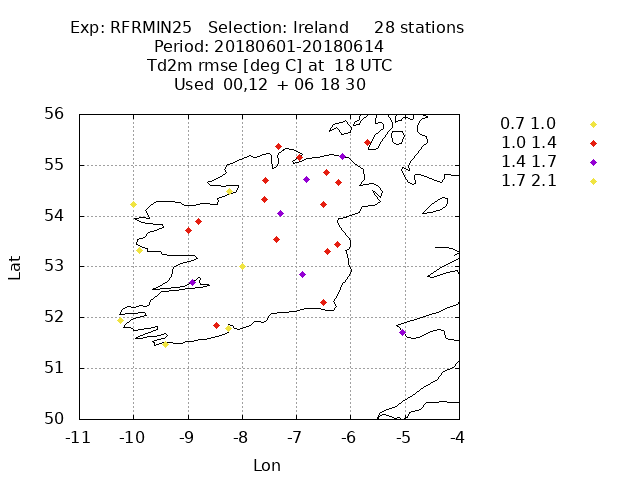 Exp: RFRMIN25   Selection: Ireland     28 stations
Period: 20180601-20180614
Td2m rmse [deg C] at  18 UTC
Used  00,12  + 06 18 30
0.7 1.0
1.0 1.4
1.4 1.7
1.7 2.1
56
55
54
53
52
51
50
Lat
-11 -10 -9 -8 -7 -6 -5 -4
Lon